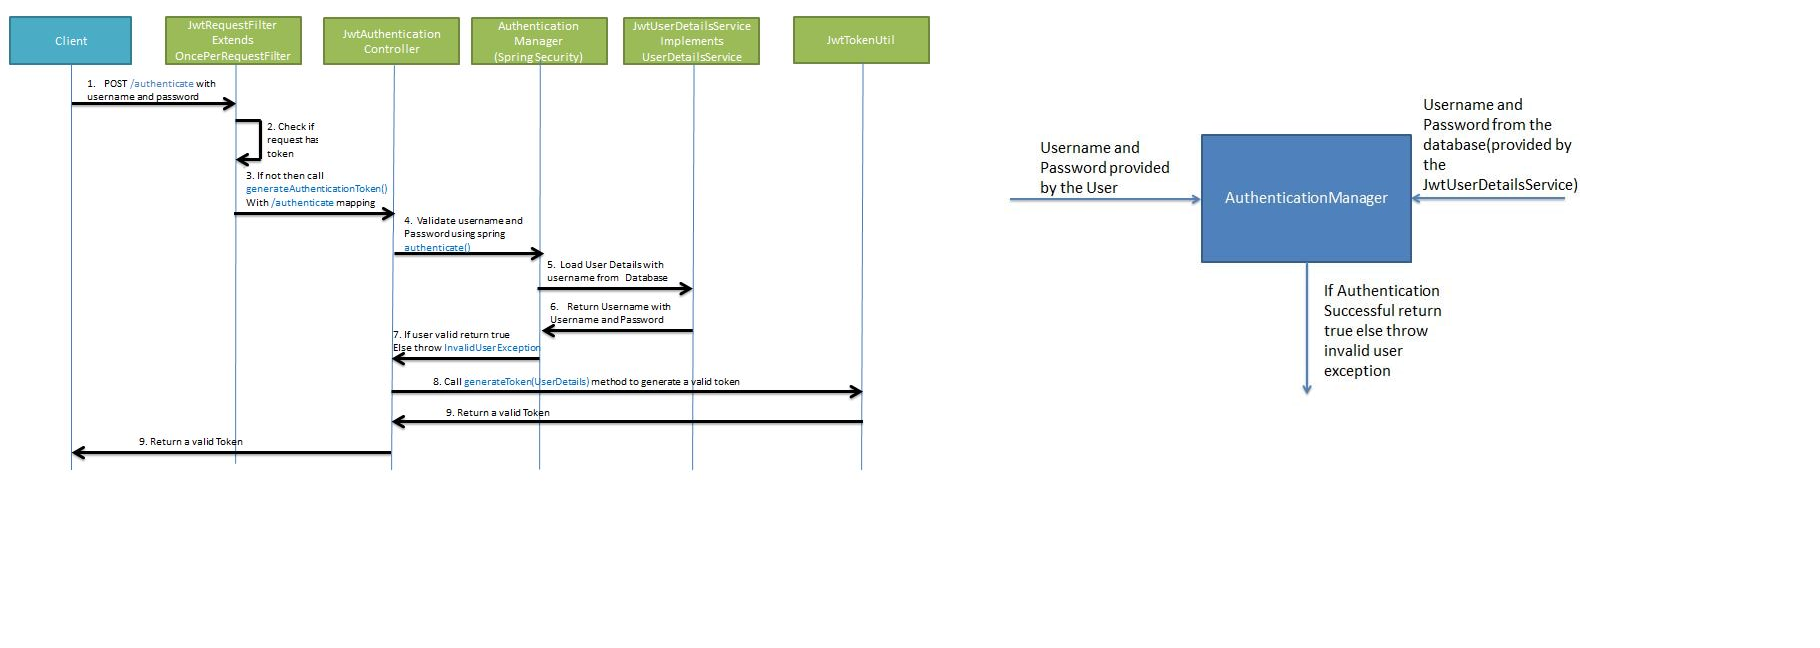 Client
JwtRequestFilter
Extends
OncePerRequestFilter
JwtAuthentication
Controller
Authentication
Manager
(Spring Security)
JwtUserDetailsService
Implements
UserDetailsService
JwtTokenUtil
1. POST /authenticate with
username and password
2. Check if
request has
token
3. If not then call
generateAuthenticationToken()
With /authenticate mapping
4. Validate username and
Password using spring
authenticate()
5. Load User Details with
username from Database
6. Return Username with
Username and Password
7. If user valid return true
Else throw InvalidUserException
8. Call generateToken(UserDetails) method to generate a valid token
9. Return a valid Token
9. Return a valid Token
Username and
Password provided
by the User
AuthenticationManager
Username and
Password from the
database(provided by
the
JwtUserDetailsService)
If Authentication
Successful return
true else throw
invalid user
exception